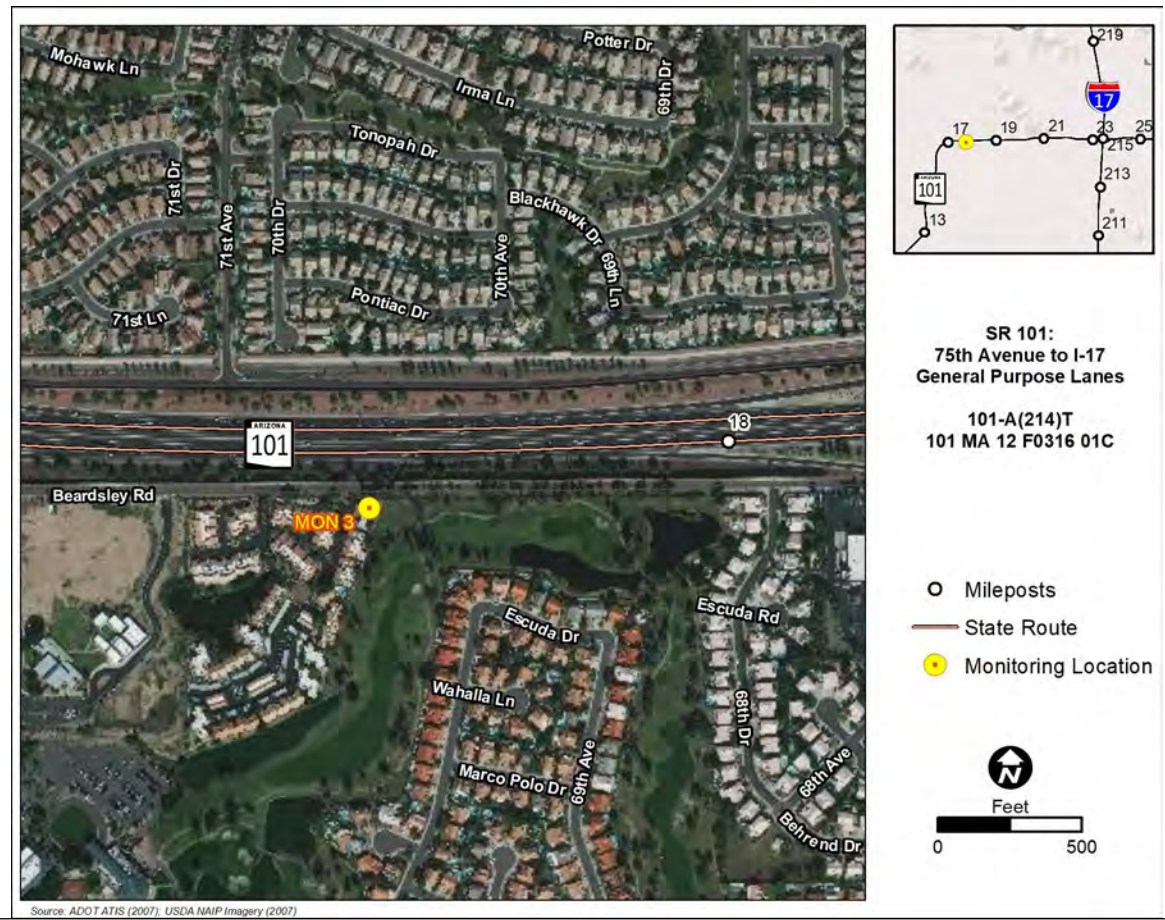 Potter Dr
Mohawk Ln
Irma Ln
69th Dr
Tonopah Dr
71st Dr
Blackhawk Dr
71st Ave
70th Dr
70th Ave
69th Ln
Pontiac Dr
71st Ln
ARIZONA
101
18
Beardsley Rd
MON 3
Escuda Dr
Escuda Rd
Wahalla Ln
68th Dr
69th Ave
68th Ave
Marco Polo Dr
Behrend Dr
Source: ADOT ATIS (2007); USDA NAIP Imagery (2007)
219
17
17
19
21
23
25
215
ARIZONA
101
213
13
211
SR 101:
75th Avenue to I-17
General Purpose Lanes
101-A(214)T
101 MA 12 F0316 01C
Mileposts
State Route
Monitoring Location
N
Feet
0 500